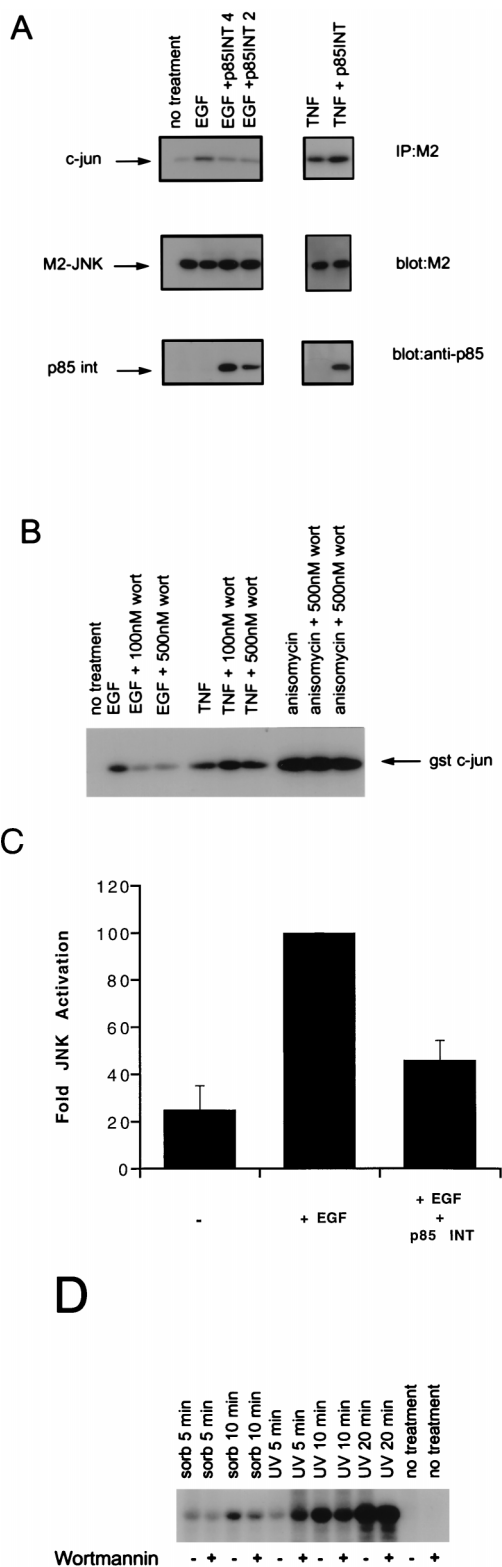 A
no treatment
EGF
EGF +p85INT 4
EGF +p85INT 2
TNF
TNF + p85INT
c-jun
IP:M2
M2-JNK
blot:M2
p85 int
blot:anti-p85
B
no treatment
EGF
EGF + 100nM wort
EGF + 500nM wort
TNF
TNF + 100nM wort
TNF + 500nM wort
anisomycin
anisomycin + 500nM wort
anisomycin + 500nM wort
gst c-jun
C
Fold JNK Activation
120
100
80
60
40
20
0
-
+ EGF
+ EGF
+
p85 INT
D
sorb 5 min
sorb 5 min
sorb 10 min
sorb 10 min
UV 5 min
UV 5 min
UV 10 min
UV 10 min
UV 20 min
UV 20 min
no treatment
no treatment
Wortmannin - + - + - + - + - + - +